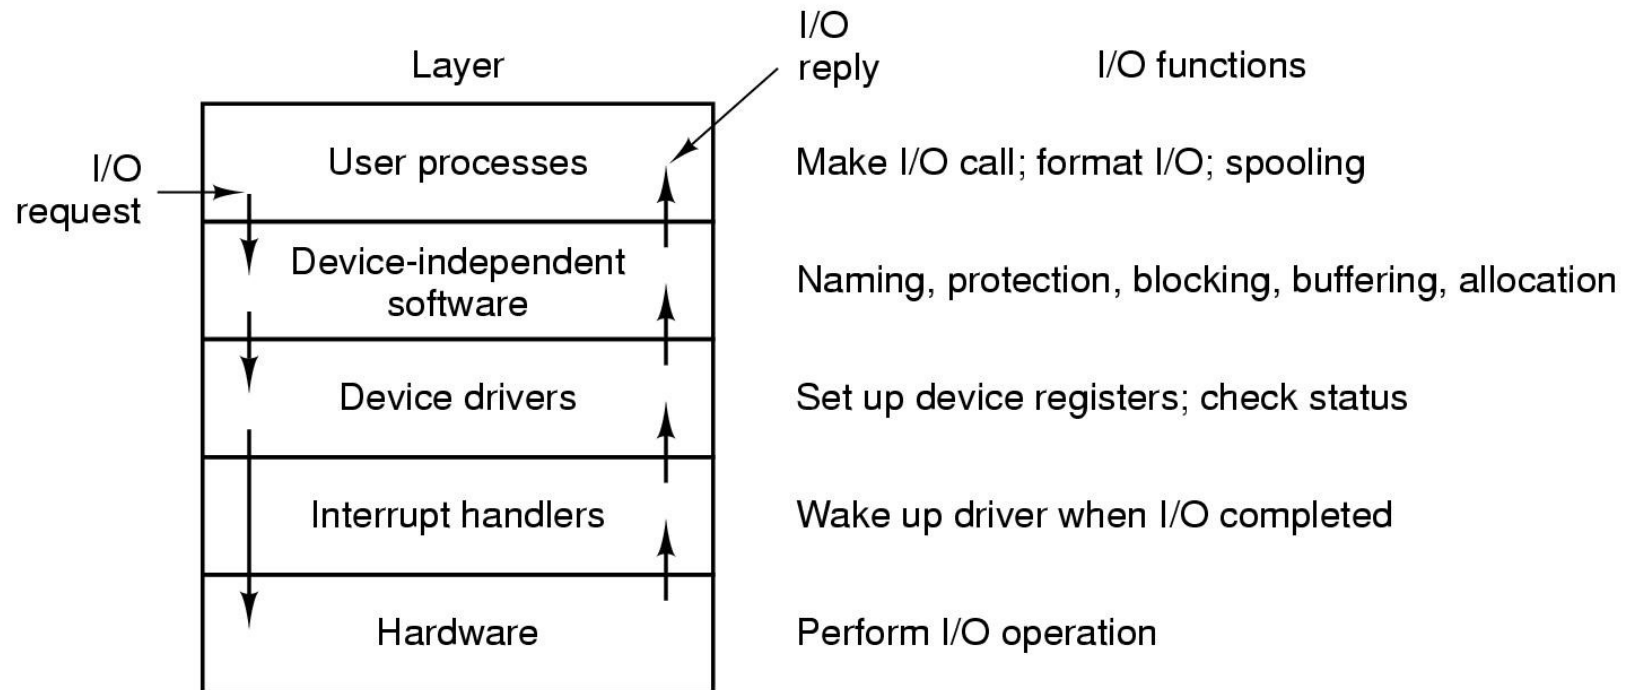 I/O
reply
Layer
I/O functions
I/O
request
User processes
Make I/O call; format I/O; spooling
Device-independent
software
Naming, protection, blocking, buffering, allocation
Device drivers
Set up device registers; check status
Interrupt handlers
Wake up driver when I/O completed
Hardware
Perform I/O operation